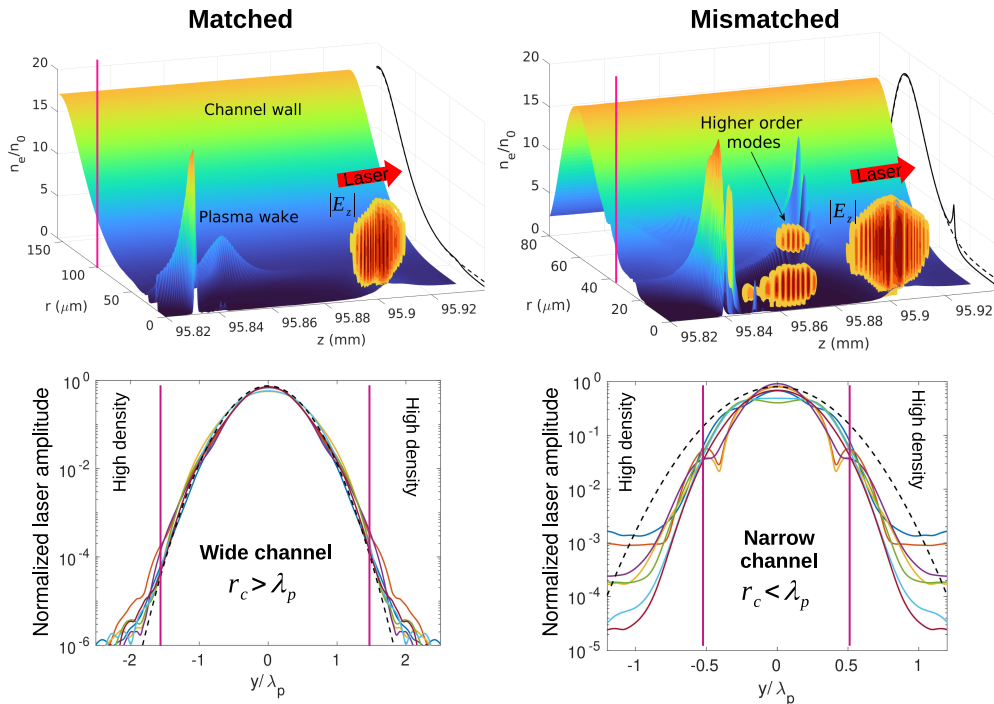 Matched
20
15
10
5
0
n_e/n_0
Channel wall
Plasma wake
Laser
|E_z|
150
100
50
0
r (μm)
95.82
95.84
95.86
95.88
95.9
95.92
z (mm)
Mismatched
20
15
10
5
0
n_e/n_0
Higher order
modes
Laser
|E_z|
80
60
40
20
0
r (μm)
95.82
95.84
95.86
95.88
95.9
95.92
z (mm)
Normalized laser amplitude
10^0
10^-2
10^-4
10^-6
High density
High density
Wide channel
r_c > λ_p
-2
-1
0
1
2
y/λ_p
Normalized laser amplitude
10^0
10^-1
10^-2
10^-3
10^-4
10^-5
High density
High density
Narrow
channel
r_c < λ_p
-1
-0.5
0
0.5
1
y/λ_p